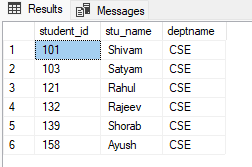 Results Messages
student_id stu_name deptname
1 101 Shivam CSE
2 103 Satyam CSE
3 121 Rahul CSE
4 132 Rajeev CSE
5 139 Shorab CSE
6 158 Ayush CSE